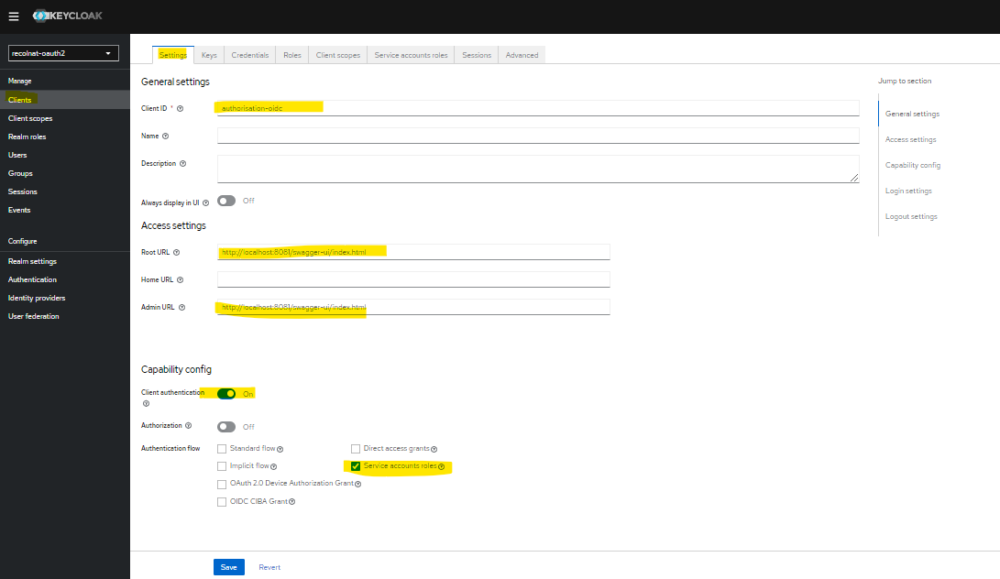 KEYCLOAK
recolnat-oauth2
Manage
Clients
Client scopes
Realm roles
Users
Groups
Sessions
Events
Configure
Realm settings
Authentication
Identity providers
User federation
Settings Keys Credentials Roles Client scopes Service accounts roles Sessions Advanced
General settings
Client ID * authorisation-oidc
Name
Description
Always display in UI Off
Access settings
Root URL http://localhost:8081/swagger-ui/index.html
Home URL
Admin URL http://localhost:8081/swagger-ui/index.html
Capability config
Client authentication On
Authorization Off
Authentication flow Standard flow Direct access grants
Implicit flow Service accounts roles
OAuth 2.0 Device Authorization Grant
OIDC CIBA Grant
Save Revert
Jump to section
General settings
Access settings
Capability config
Login settings
Logout settings